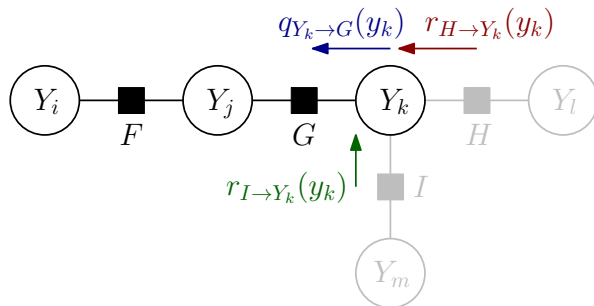 q_{Y_k→G}(y_k) r_{H→Y_k}(y_k)
Y_i Y_j Y_k Y_l
F G H
r_{I→Y_k}(y_k) I
Y_m